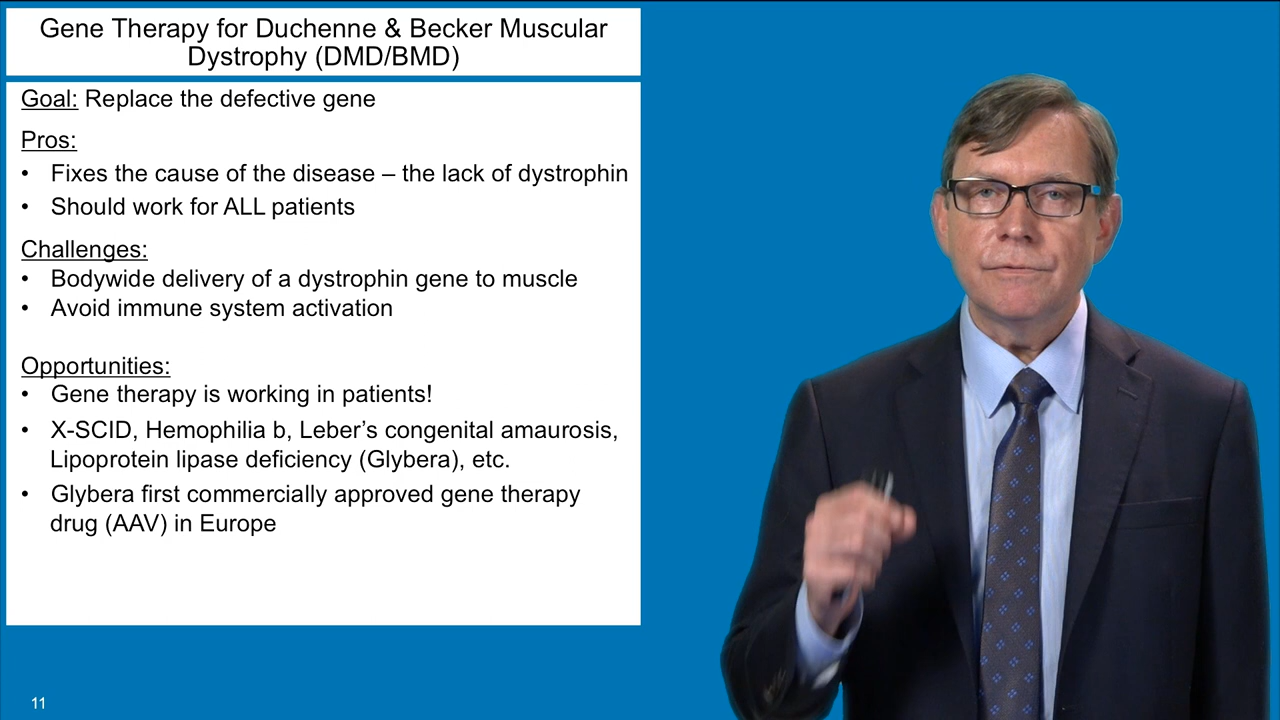 Gene Therapy for Duchenne & Becker Muscular
Dystrophy (DMD/BMD)
Goal: Replace the defective gene
Pros:
• Fixes the cause of the disease – the lack of dystrophin
• Should work for ALL patients
Challenges:
• Bodywide delivery of a dystrophin gene to muscle
• Avoid immune system activation
Opportunities:
• Gene therapy is working in patients!
• X-SCID, Hemophilia b, Leber’s congenital amaurosis,
Lipoprotein lipase deficiency (Glybera), etc.
• Glybera first commercially approved gene therapy
drug (AAV) in Europe
11